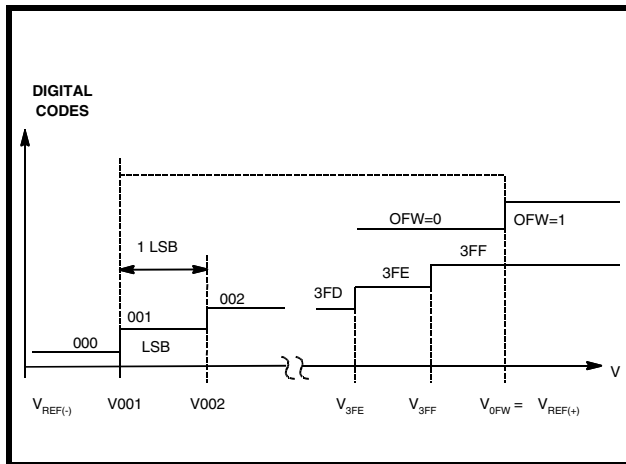 DIGITAL
CODES
OFW=0
OFW=1
1 LSB
3FF
3FE
3FD
002
001
000
LSB
V
VREF(-)
V001
V002
V3FE
V3FF
V0FW =
VREF(+)